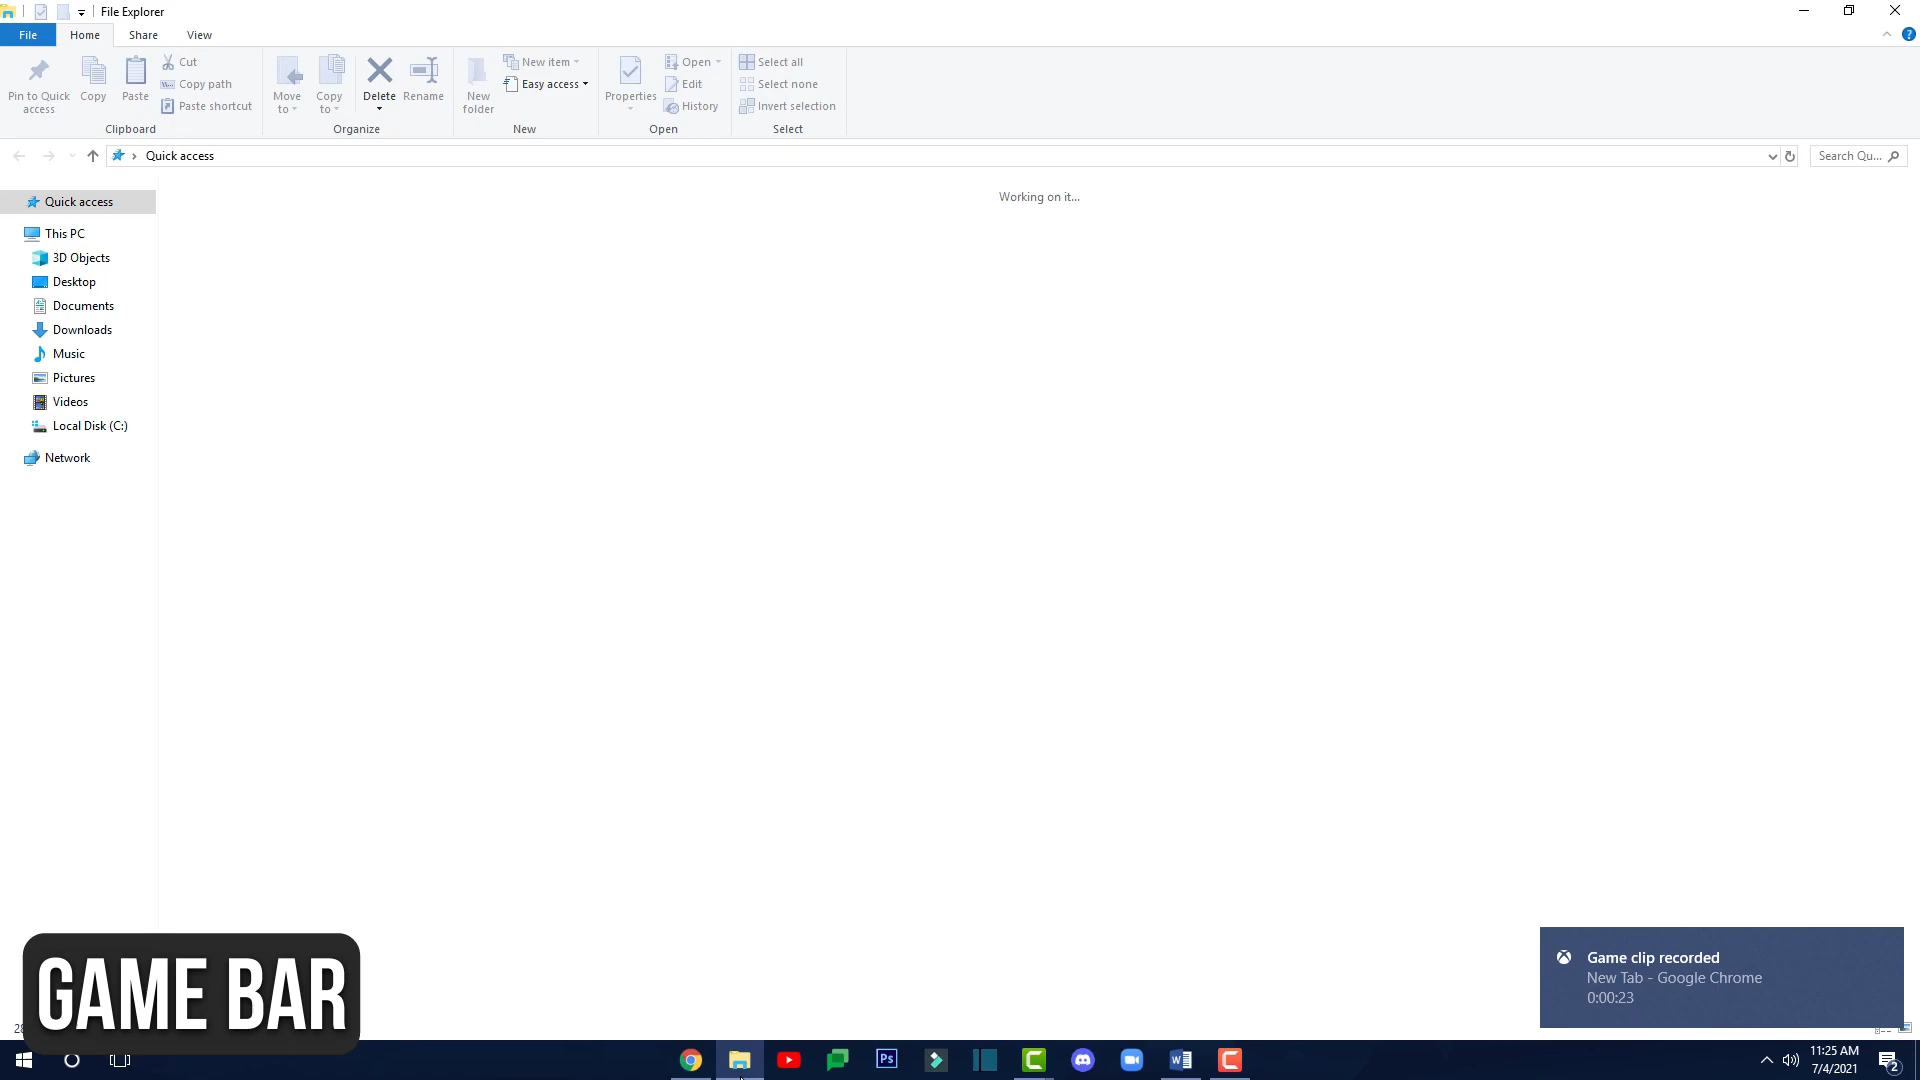 File Explorer
File Home Share View
Pin to Quick access
Copy
Paste
Cut
Copy path
Paste shortcut
Clipboard
Move to
Copy to
Delete
Rename
Organize
New folder
New item
Easy access
New
Properties
Open
Edit
History
Open
Select all
Select none
Invert selection
Select
Quick access
Search Qu...
Working on it...
Quick access
This PC
3D Objects
Desktop
Documents
Downloads
Music
Pictures
Videos
Local Disk (C:)
Network
GAME BAR
Game clip recorded
New Tab - Google Chrome
0:00:23
Ps
11:25 AM
7/4/2021
2